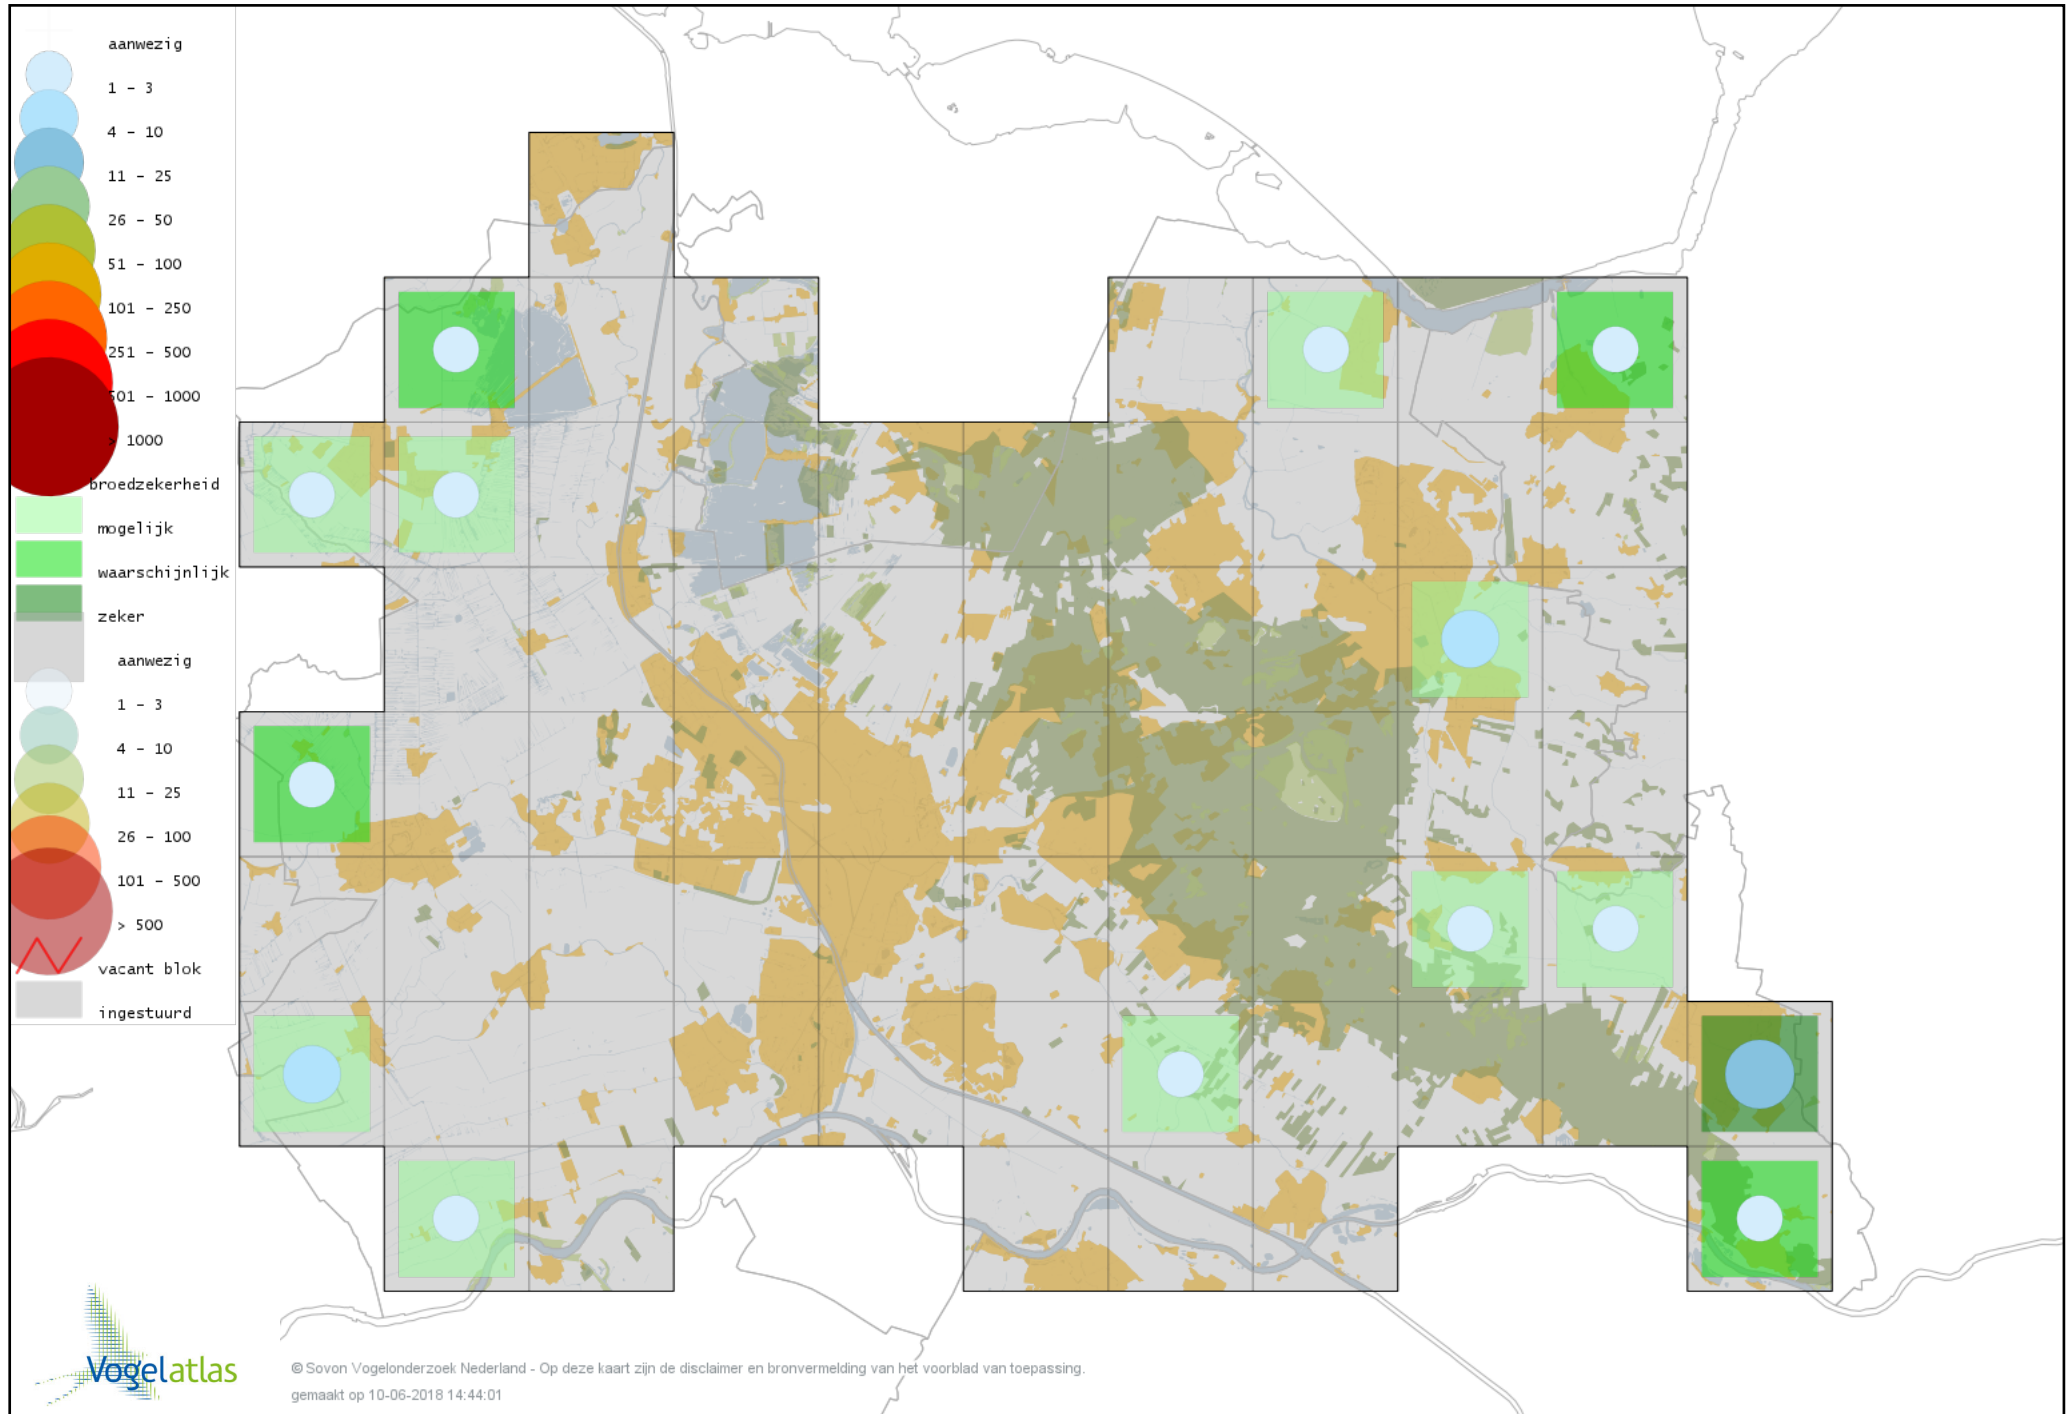 aanwezig
1 - 3
4 - 10
11 - 25
26 - 50
51 - 100
101 - 250
251 - 500
501 - 1000
> 1000
broedzekerheid
mogelijk
waarschijnlijk
zeker
aanwezig
1 - 3
4 - 10
11 - 25
26 - 100
101 - 500
> 500
vacant blok
ingestuurd
Vogelatlas
© Sovon Vogelonderzoek Nederland - Op deze kaart zijn de disclaimer en bronvermelding van het voorblad van toepassing.
gemaakt op 10-06-2018 14:44:01